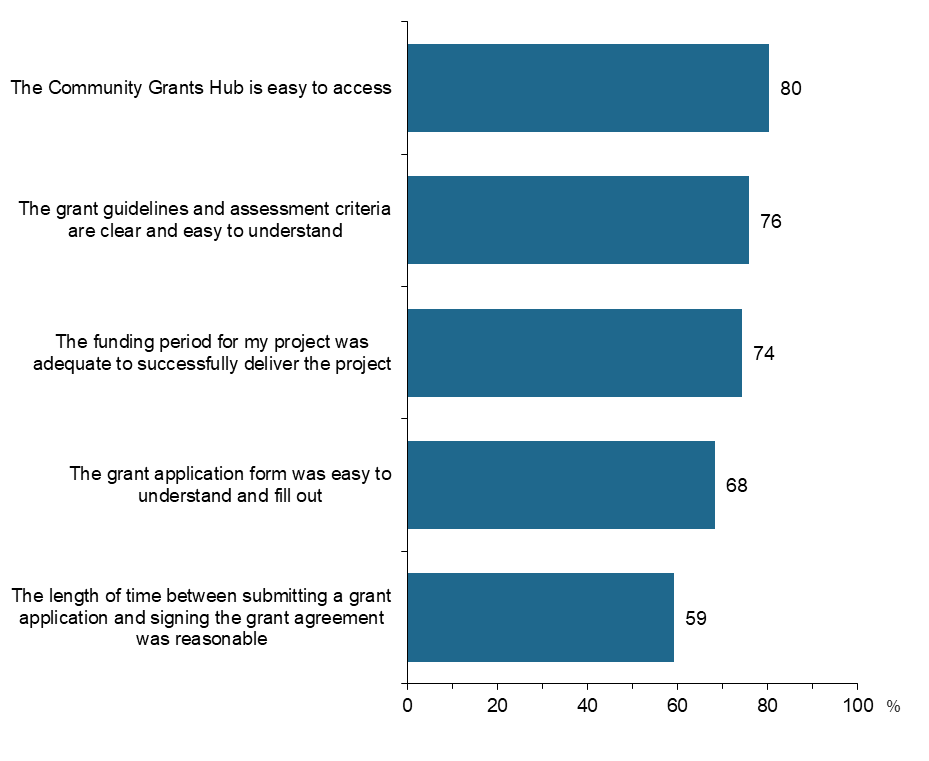 The Community Grants Hub is easy to access
80
The grant guidelines and assessment criteria
are clear and easy to understand
76
The funding period for my project was
adequate to successfully deliver the project
74
The grant application form was easy to
understand and fill out
68
The length of time between submitting a grant
application and signing the grant agreement
was reasonable
59
0 20 40 60 80 100 %